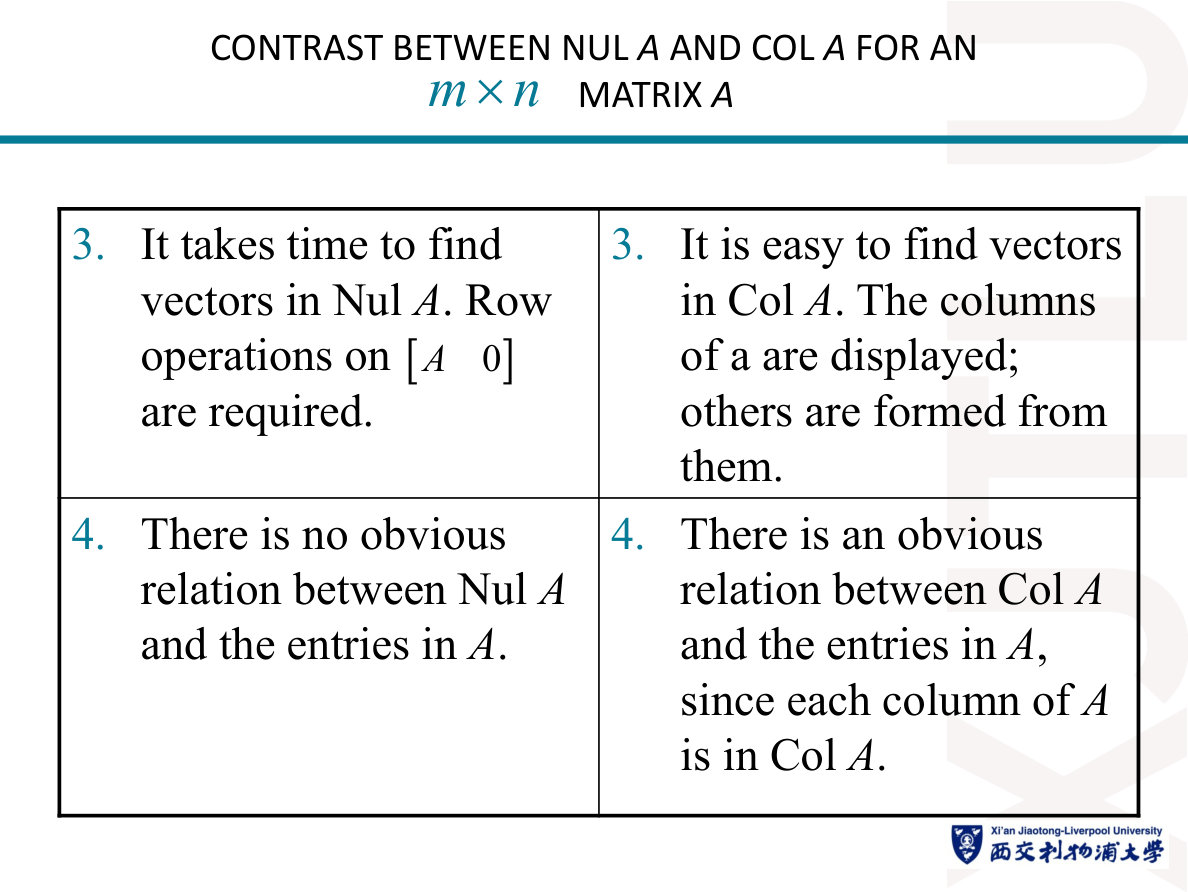 CONTRAST BETWEEN NUL A AND COL A FOR AN
m × n MATRIX A
3. It takes time to find
vectors in Nul A. Row
operations on [A 0]
are required.
3. It is easy to find vectors
in Col A. The columns
of a are displayed;
others are formed from
them.
4. There is no obvious
relation between Nul A
and the entries in A.
4. There is an obvious
relation between Col A
and the entries in A,
since each column of A
is in Col A.
Xi'an Jiaotong-Liverpool University
西交利物浦大学
XJTLU